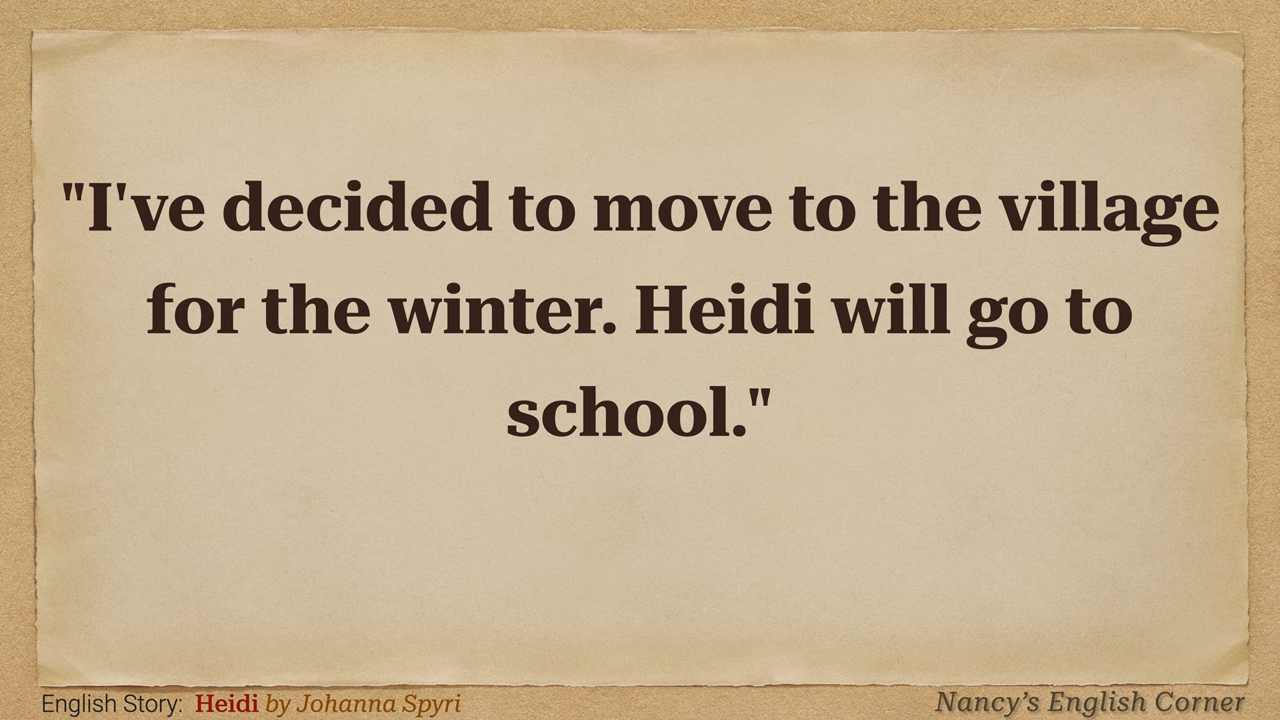 "I've decided to move to the village
for the winter. Heidi will go to
school."
English Story: Heidi by Johanna Spyri
Nancy’s English Corner